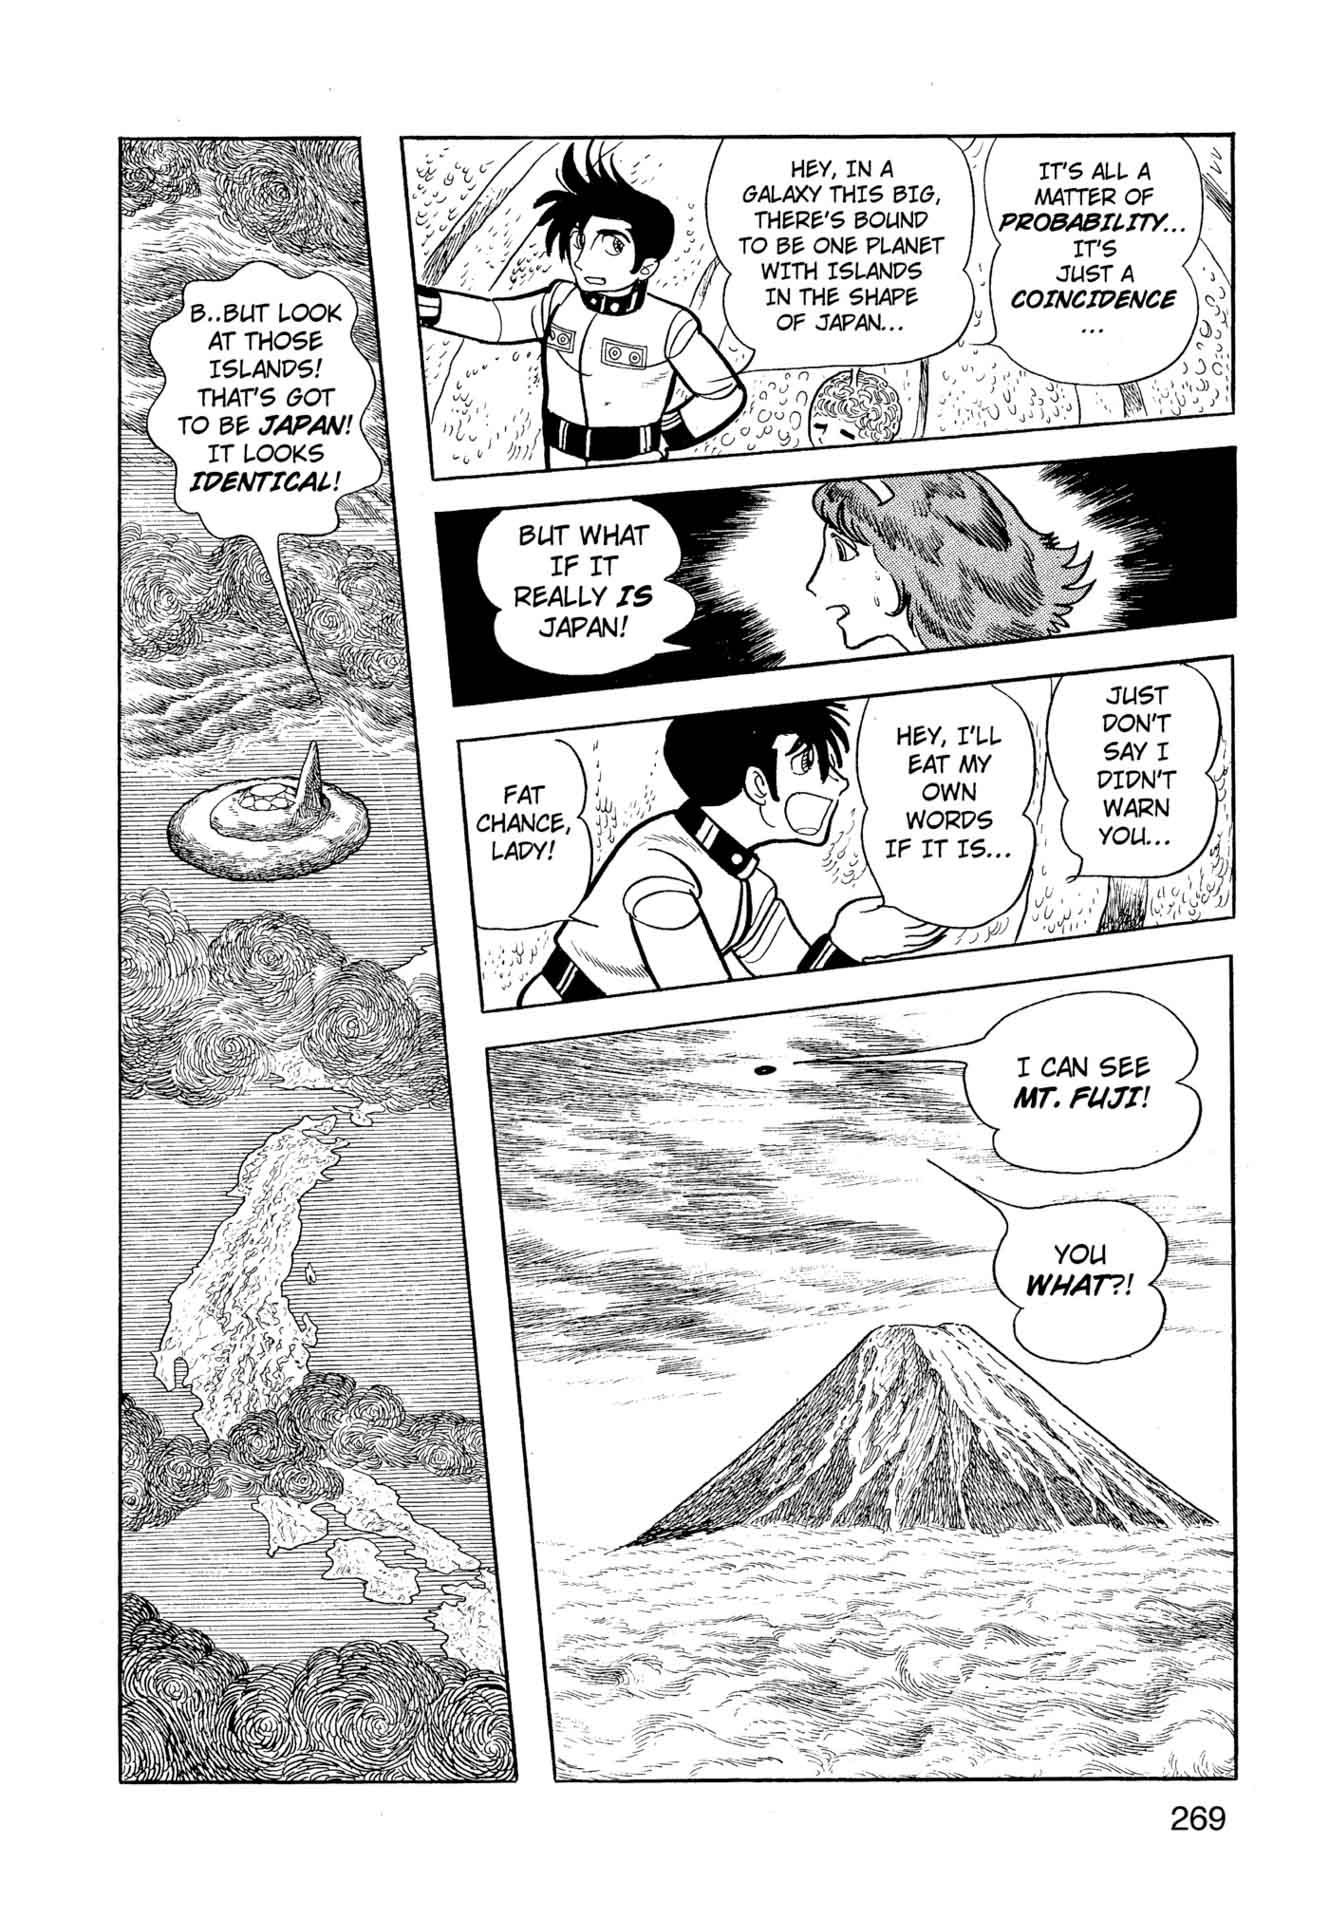 B..BUT LOOK
AT THOSE
ISLANDS!
THAT'S GOT
TO BE JAPAN!
IT LOOKS
IDENTICAL!
HEY, IN A
GALAXY THIS BIG,
THERE'S BOUND
TO BE ONE PLANET
WITH ISLANDS
IN THE SHAPE
OF JAPAN...
IT'S ALL A
MATTER OF
PROBABILITY...
IT'S
JUST A
COINCIDENCE
...
BUT WHAT
IF IT
REALLY IS
JAPAN!
FAT
CHANCE,
LADY!
HEY, I'LL
EAT MY
OWN
WORDS
IF IT IS...
JUST
DON'T
SAY I
DIDN'T
WARN
YOU...
I CAN SEE
MT. FUJI!
YOU
WHAT?!
269